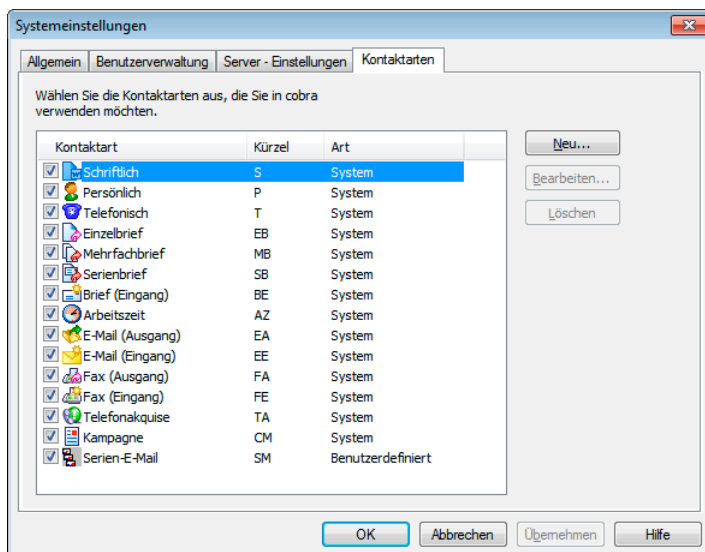 Systemeinstellungen
Allgemein Benutzerverwaltung Server - Einstellungen Kontaktarten
Wählen Sie die Kontaktarten aus, die Sie in cobra
verwenden möchten.
Kontaktart Kürzel Art
Schriftlich S System
Persönlich P System
Telefonisch T System
Einzelbrief EB System
Mehrfachbrief MB System
Serienbrief SB System
Brief (Eingang) BE System
Arbeitszeit AZ System
E-Mail (Ausgang) EA System
E-Mail (Eingang) EE System
Fax (Ausgang) FA System
Fax (Eingang) FE System
Telefonakquise TA System
Kampagne CM System
Serien-E-Mail SM Benutzerdefiniert
Neu...
Bearbeiten...
Löschen
OK Abbrechen Übernehmen Hilfe